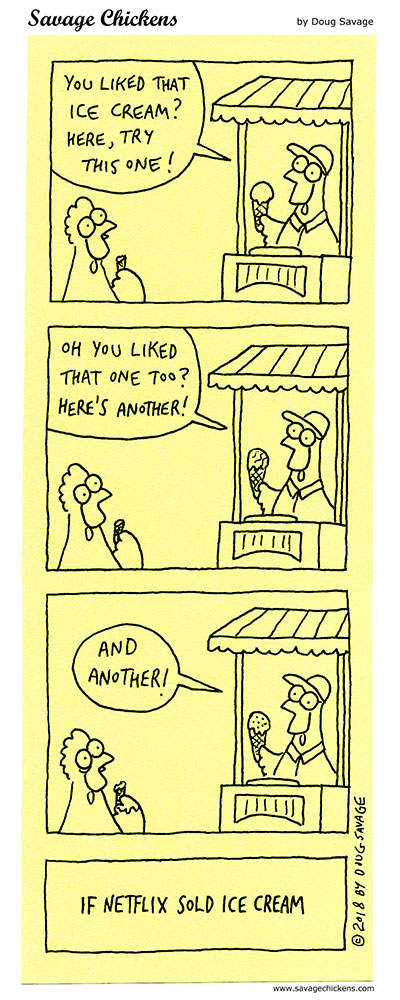 Savage Chickens
by Doug Savage
YOU LIKED THAT
ICE CREAM?
HERE, TRY
THIS ONE!
OH YOU LIKED
THAT ONE TOO?
HERE'S ANOTHER!
AND
ANOTHER!
IF NETFLIX SOLD ICE CREAM
© 2018 BY DOUG SAVAGE
www.savagechickens.com